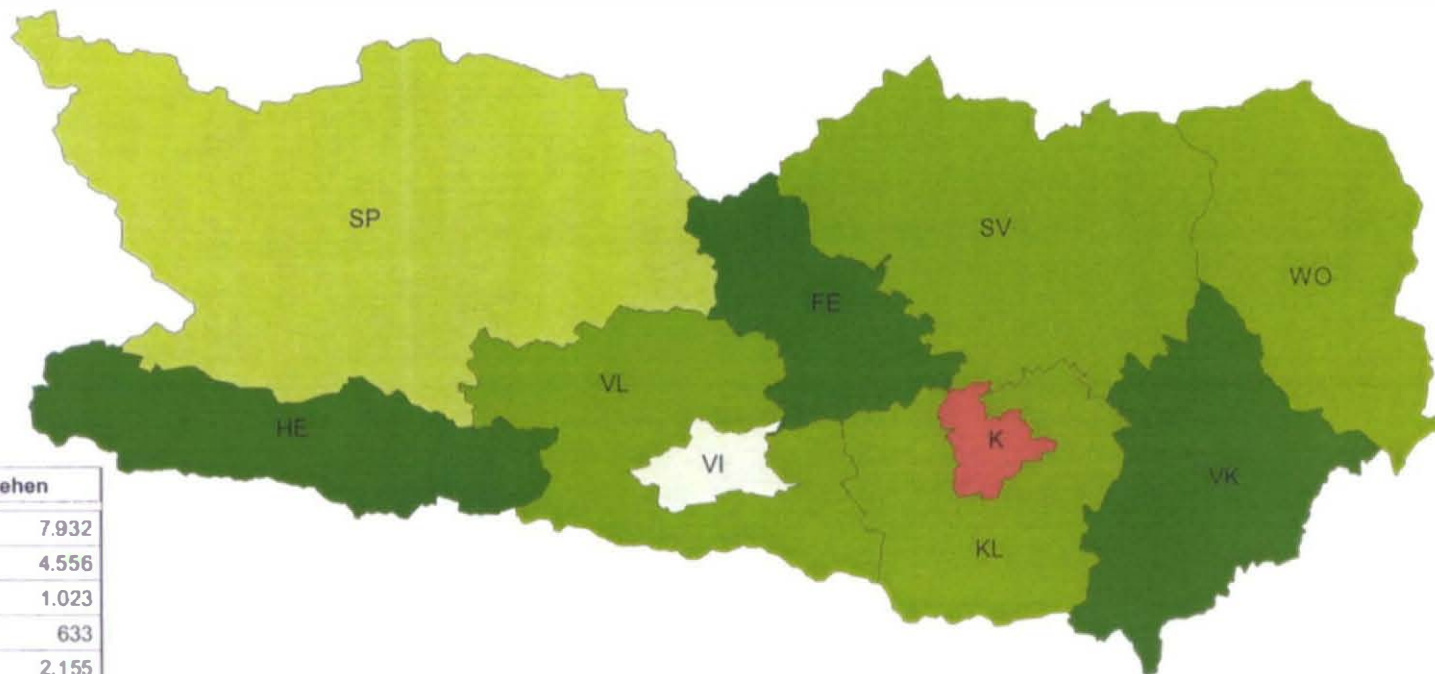 SP
SV
WO
FE
VL
HE
K
VI
VK
KL
ehen
7.932
4.556
1.023
633
2.155